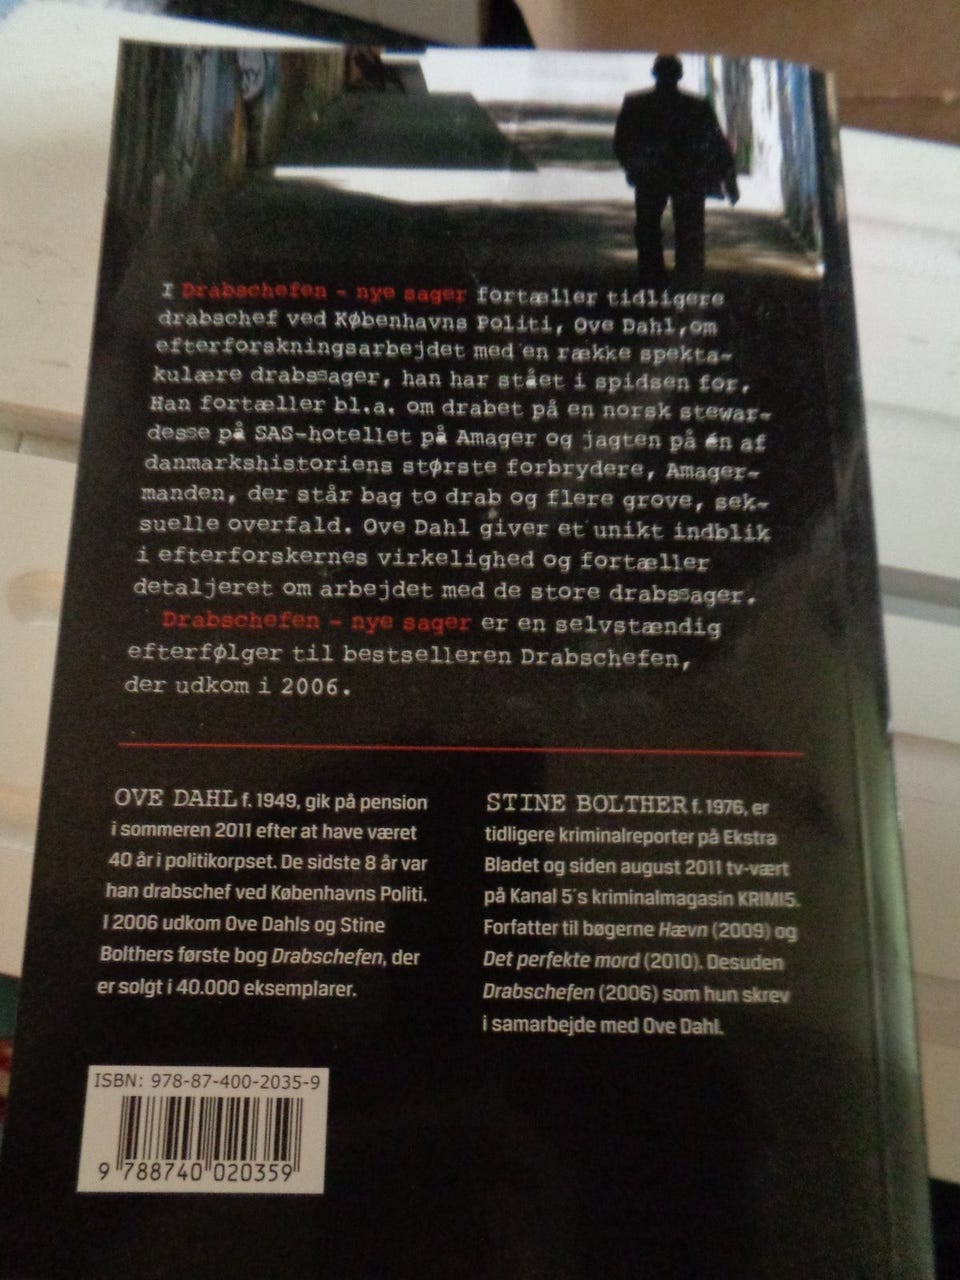 I Drabschefen - nye sager fortæller tidligere
drabschef ved Københavns Politi, Ove Dahl,om
efterforskningsarbejdet med en række spekta-
kulære drabssager, han har stået i spidsen for.
Han fortæller bl.a. om drabet på en norsk stewar-
desse på SAS-hotellet på Amager og jagten på én af
danmarkshistoriens største forbrydere, Amager-
manden, der står bag to drab og flere grove, sek-
suelle overfald. Ove Dahl giver et unikt indblik
i efterforskernes virkelighed og fortæller
detaljeret om arbejdet med de store drabssager.
Drabschefen - nye sager er en selvstændig
efterfølger til bestselleren Drabschefen,
der udkom i 2006.
OVE DAHL f. 1949, gik på pension
i sommeren 2011 efter at have været
40 år i politikorpset. De sidste 8 år var
han drabschef ved Københavns Politi.
I 2006 udkom Ove Dahls og Stine
Bolthers første bog Drabschefen, der
er solgt i 40.000 eksemplarer.
STINE BOLTHER f. 1976, er
tidligere kriminalreporter på Ekstra
Bladet og siden august 2011 tv-vært
på Kanal 5´s kriminalmagasin KRIMI5.
Forfatter til bøgerne Hævn (2009) og
Det perfekte mord (2010). Desuden
Drabschefen (2006) som hun skrev
i samarbejde med Ove Dahl.
ISBN: 978-87-400-2035-9
9 788740 020359